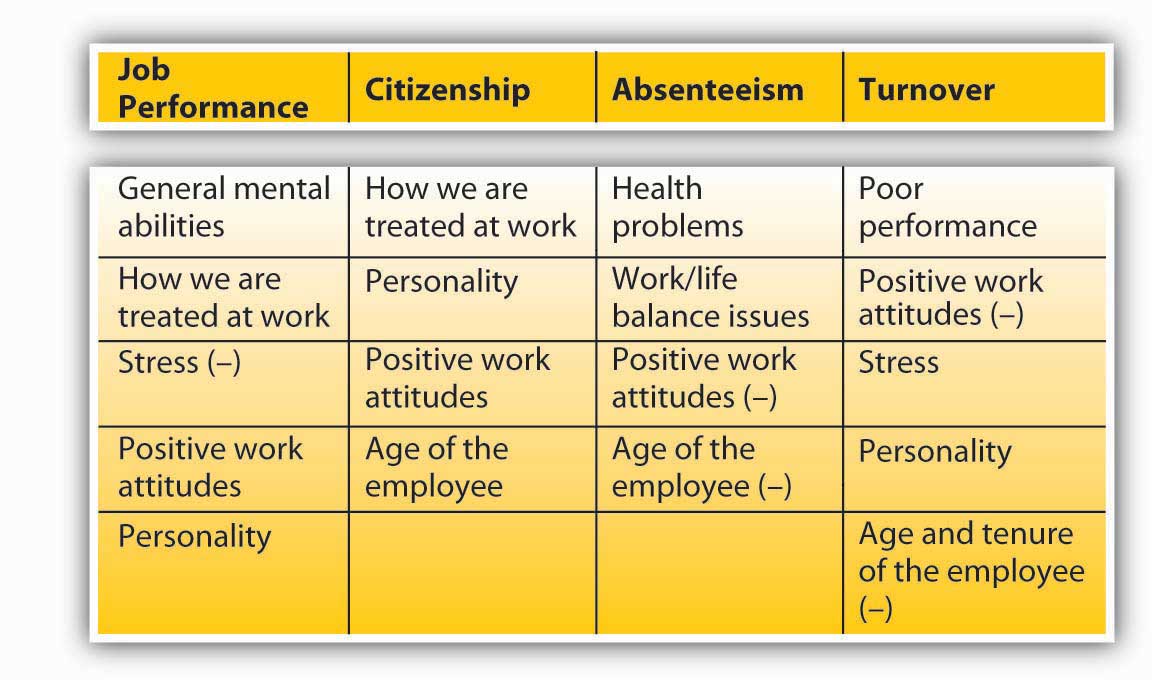 Job
Performance
Citizenship
Absenteeism
Turnover
General mental
abilities
How we are
treated at work
Health
problems
Poor
performance
How we are
treated at work
Personality
Work/life
balance issues
Positive work
attitudes (–)
Stress (–)
Positive work
attitudes
Positive work
attitudes (–)
Stress
Positive work
attitudes
Age of the
employee
Age of the
employee (–)
Personality
Personality
Age and tenure
of the employee
(–)